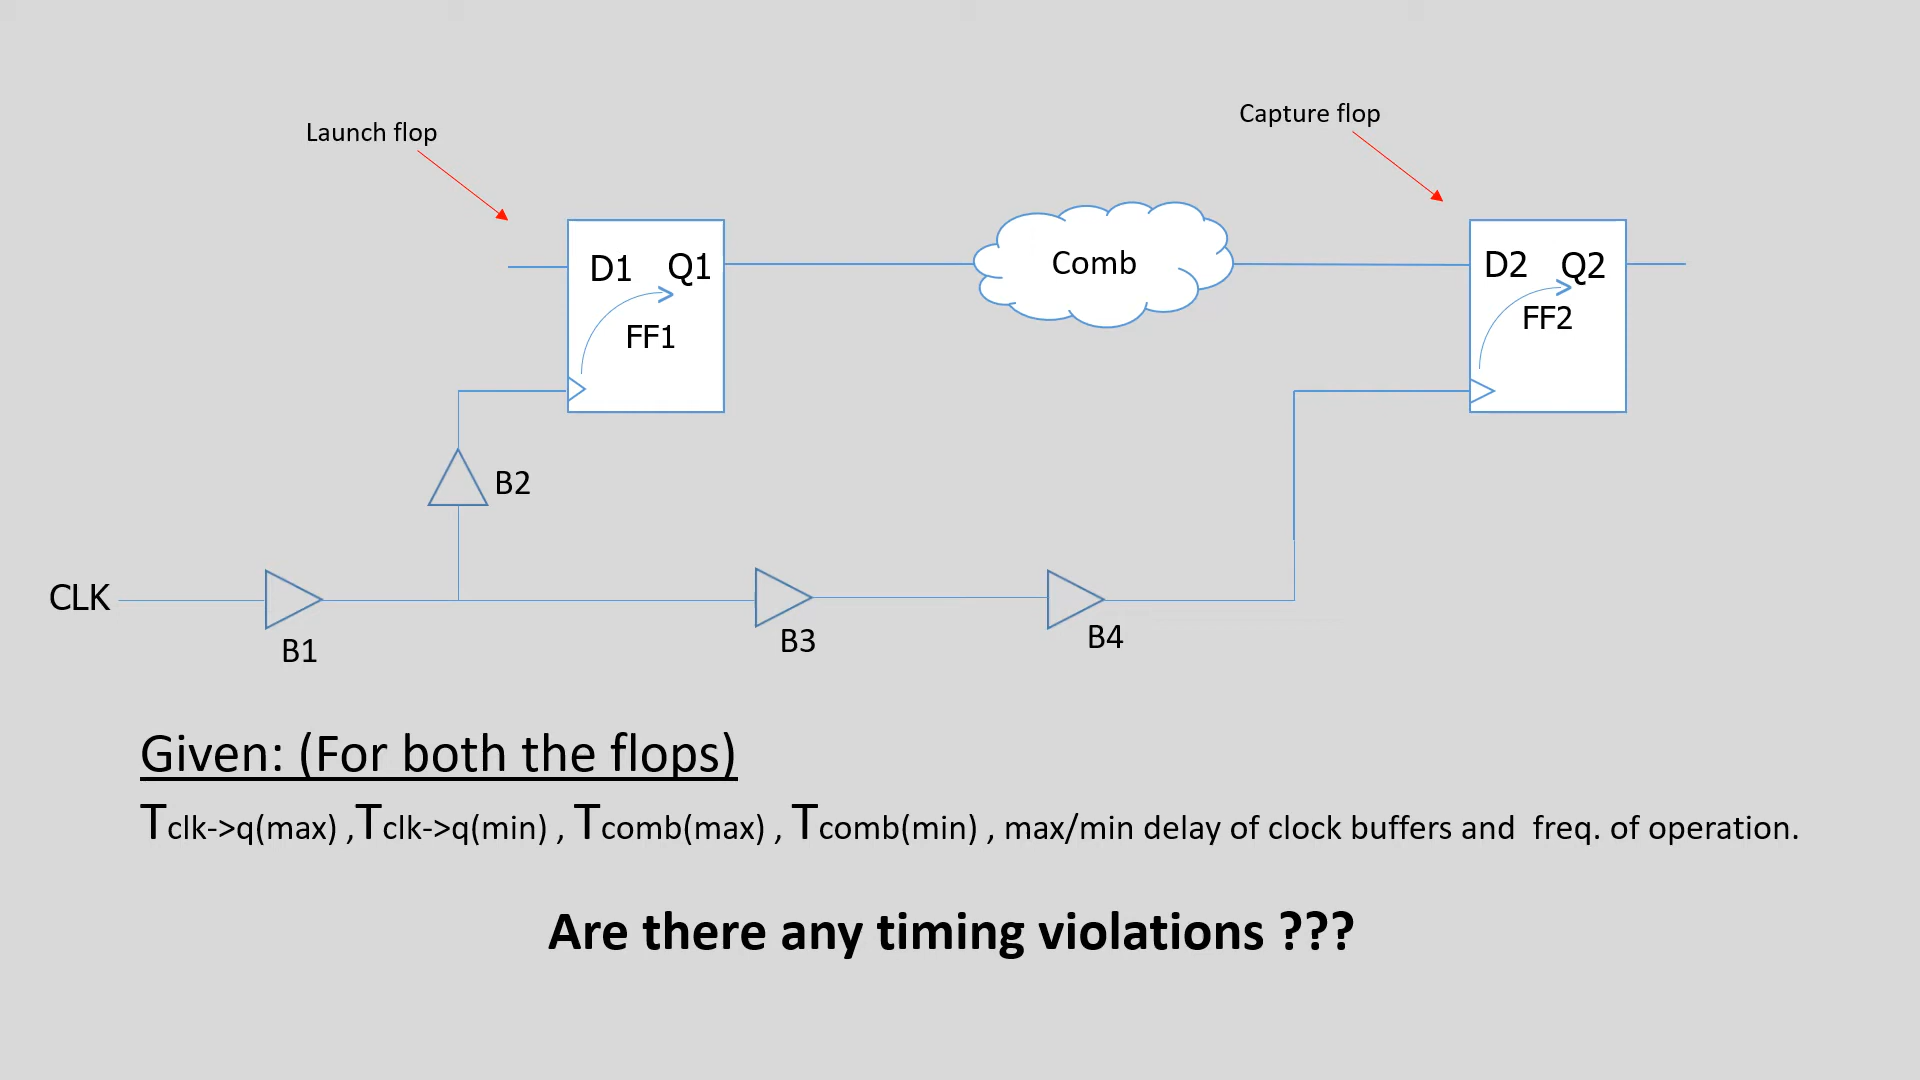 Launch flop
Capture flop
D1 Q1
FF1
Comb
D2 Q2
FF2
B2
CLK
B1
B3
B4
Given: (For both the flops)
Tclk->q(max) ,Tclk->q(min) , Tcomb(max) , Tcomb(min) , max/min delay of clock buffers and freq. of operation.
Are there any timing violations ???